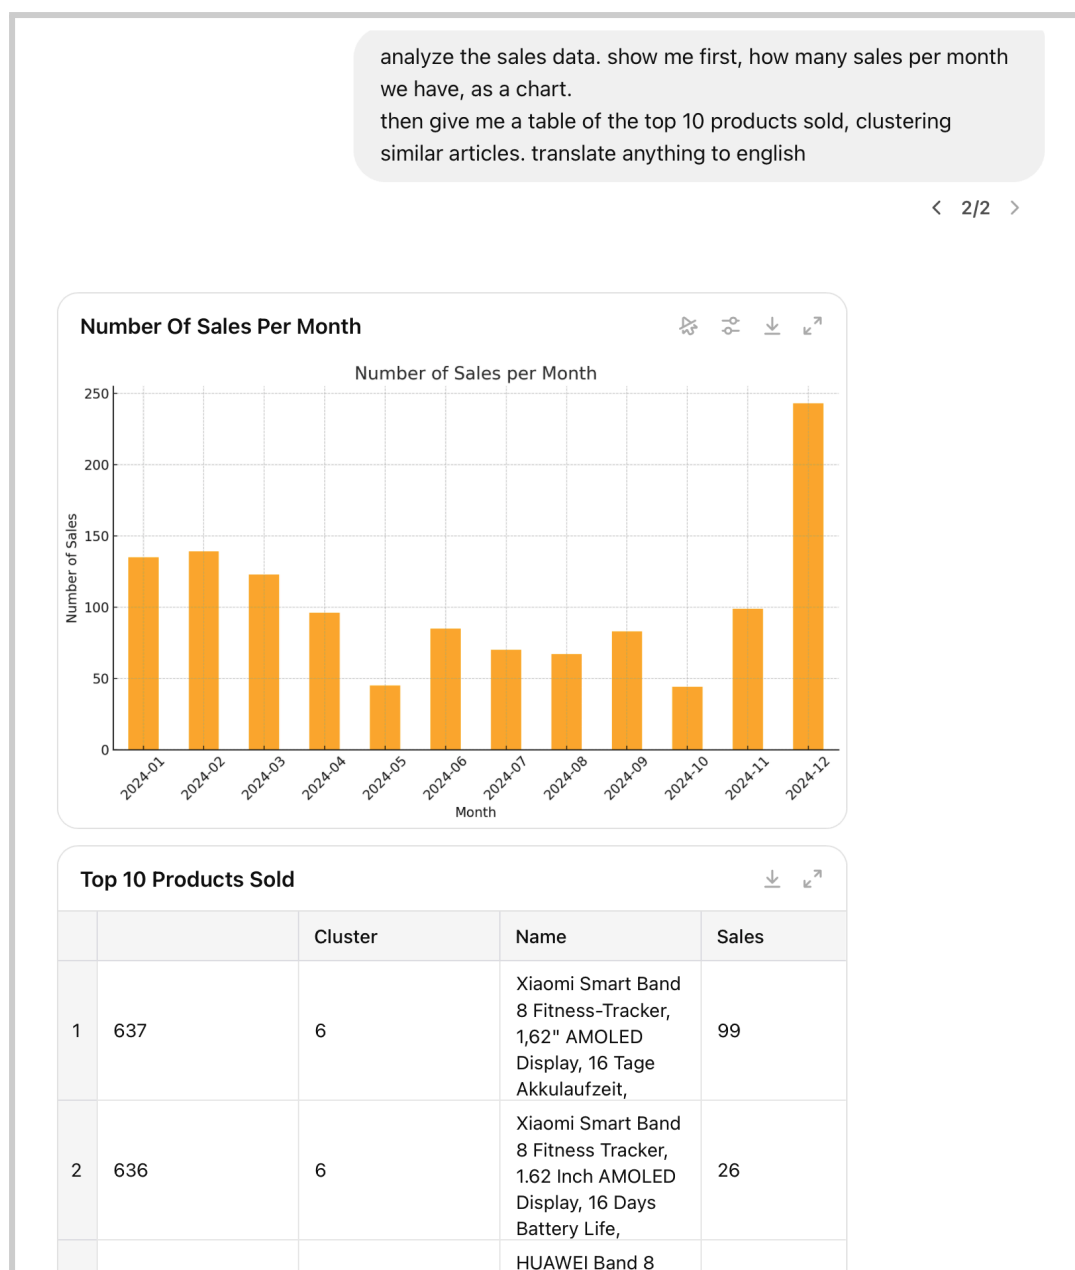 analyze the sales data. show me first, how many sales per month
we have, as a chart.
then give me a table of the top 10 products sold, clustering
similar articles. translate anything to english
2/2
Number Of Sales Per Month
Number of Sales per Month
Number of Sales
250
200
150
100
50
0
2024-01
2024-02
2024-03
2024-04
2024-05
2024-06
2024-07
2024-08
2024-09
2024-10
2024-11
2024-12
Month
Top 10 Products Sold
Cluster Name Sales
1 637 6 Xiaomi Smart Band
8 Fitness-Tracker,
1,62" AMOLED
Display, 16 Tage
Akkulaufzeit,
99
2 636 6 Xiaomi Smart Band
8 Fitness Tracker,
1.62 Inch AMOLED
Display, 16 Days
Battery Life,
26
HUAWEI Band 8